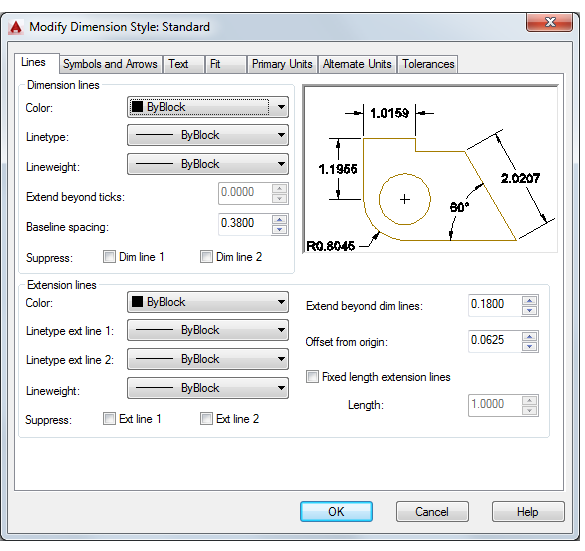 Modify Dimension Style: Standard
Lines Symbols and Arrows Text Fit Primary Units Alternate Units Tolerances
Dimension lines
Color: ByBlock
Linetype: ByBlock
Lineweight: ByBlock
Extend beyond ticks: 0.0000
Baseline spacing: 0.3800
Suppress: Dim line 1 Dim line 2
1.0159
1.1955
2.0207
60°
R0.8045
Extension lines
Color: ByBlock
Linetype ext line 1: ByBlock
Linetype ext line 2: ByBlock
Lineweight: ByBlock
Suppress: Ext line 1 Ext line 2
Extend beyond dim lines: 0.1800
Offset from origin: 0.0625
Fixed length extension lines
Length: 1.0000
OK Cancel Help